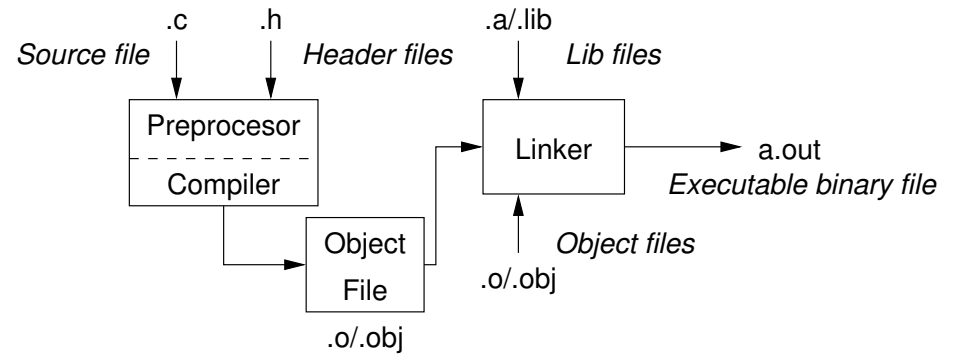 .c
.h
.a/.lib
Source file
Header files
Lib files
Preprocesor
Compiler
Linker
a.out
Executable binary file
Object
File
.o/.obj
Object files
.o/.obj